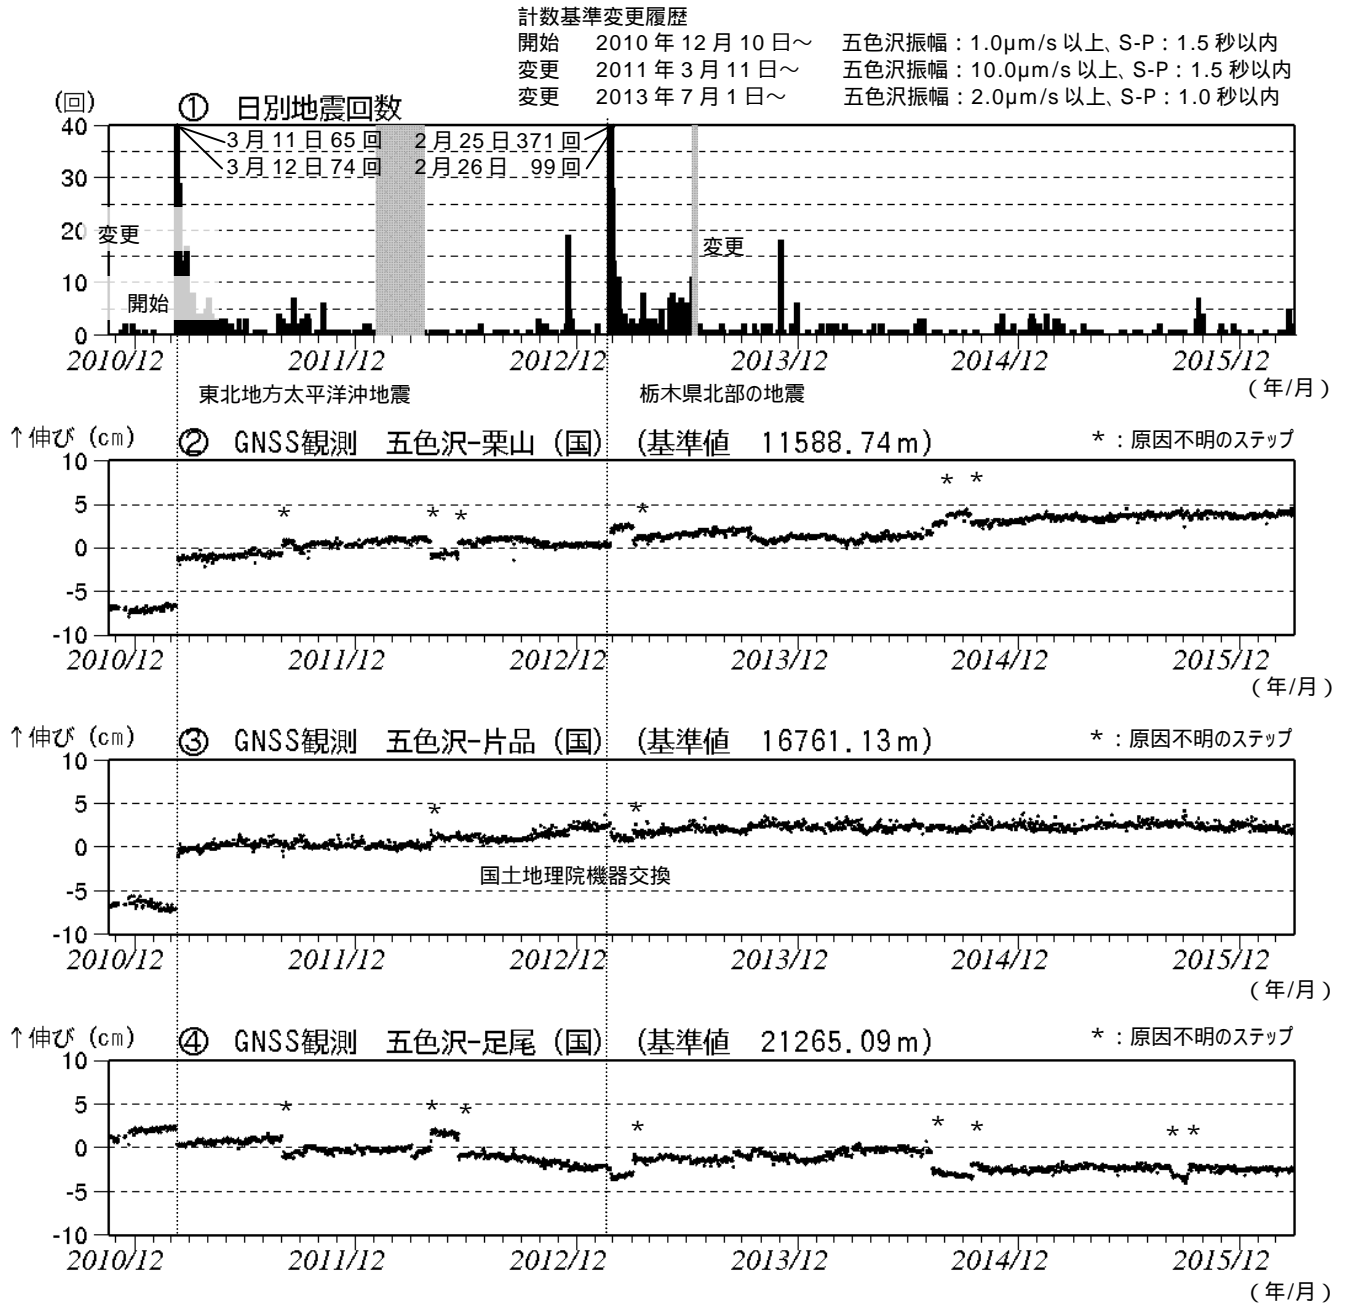 計数基準変更履歴
開始 2010年12月10日～ 五色沢振幅：1.0μm/s以上、S-P：1.5秒以内
変更 2011年3月11日～ 五色沢振幅：10.0μm/s以上、S-P：1.5秒以内
変更 2013年7月1日～ 五色沢振幅：2.0μm/s以上、S-P：1.0秒以内
(回) ① 日別地震回数
40
3月11日65回 2月25日371回
3月12日74回 2月26日 99回
30
20 変更 変更
10 開始
0
2010/12 2011/12 2012/12 2013/12 2014/12 2015/12
(年/月)
東北地方太平洋沖地震 栃木県北部の地震
↑伸び (cm) ② GNSS観測 五色沢-栗山（国） (基準値 11588.74m) *：原因不明のステップ
10
* *
5
* * * *
0
-5
-10
2010/12 2011/12 2012/12 2013/12 2014/12 2015/12
(年/月)
↑伸び (cm) ③ GNSS観測 五色沢-片品（国） (基準値 16761.13m) *：原因不明のステップ
10
5
* *
0
国土地理院機器交換
-5
-10
2010/12 2011/12 2012/12 2013/12 2014/12 2015/12
(年/月)
↑伸び (cm) ④ GNSS観測 五色沢-足尾（国） (基準値 21265.09m) *：原因不明のステップ
10
5
* * * * * * * *
0
-5
-10
2010/12 2011/12 2012/12 2013/12 2014/12 2015/12
(年/月)